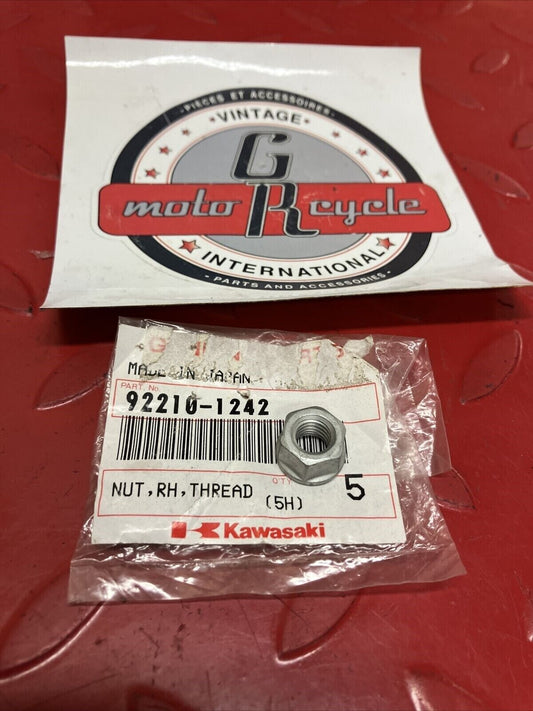 • PIECES ET ACCESSOIRES •
• VINTAGE •
G
moto R cycle
INTERNATIONAL
- PARTS AND ACCESSORIES -
MADE IN JAPAN
PART No.
92210-1242
QTY
NUT,RH,THREAD (5H) 5
Kawasaki